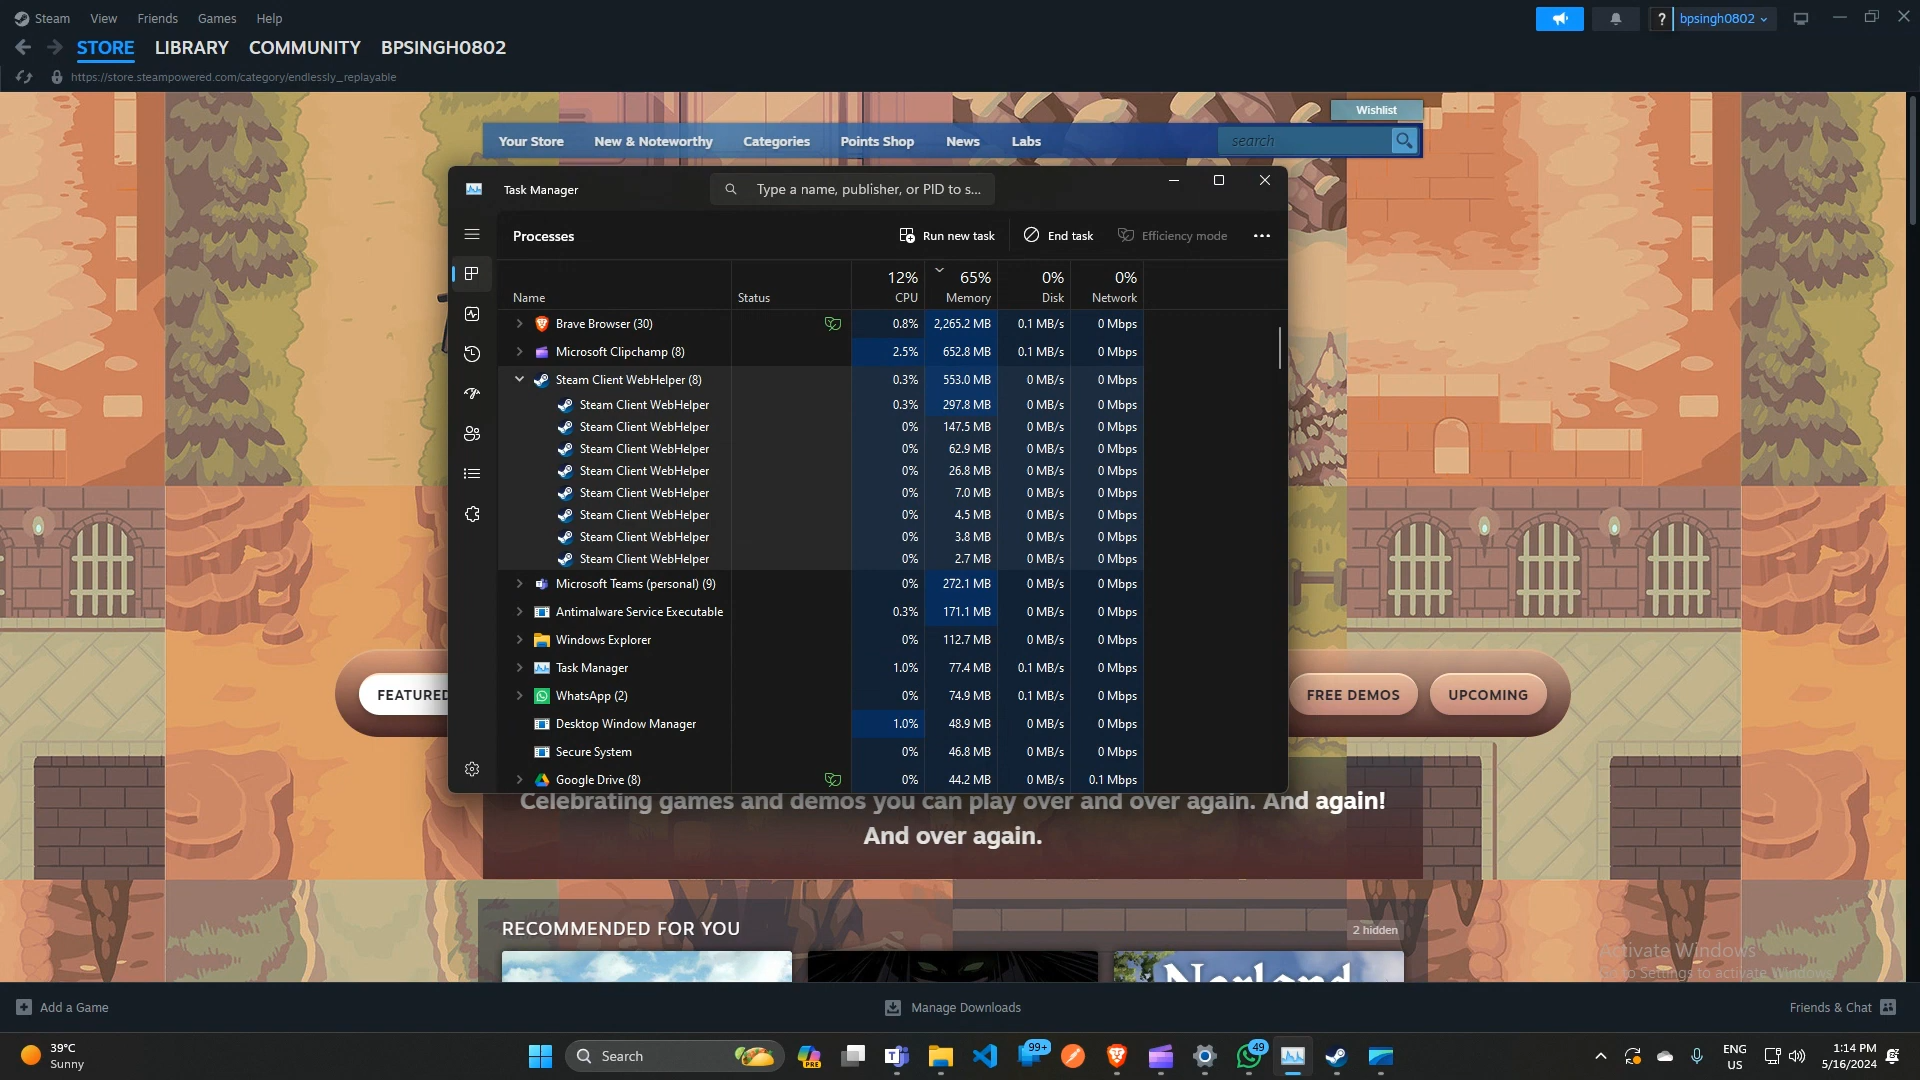 Steam View Friends Games Help
? bpsingh0802
STORE LIBRARY COMMUNITY BPSINGH0802
https://store.steampowered.com/category/endlessly_replayable
Wishlist
Your Store New & Noteworthy Categories Points Shop News Labs search
Task Manager Type a name, publisher, or PID to s...
Processes Run new task End task Efficiency mode
12% 65% 0% 0%
Name Status CPU Memory Disk Network
Brave Browser (30) 0.8% 2,265.2 MB 0.1 MB/s 0 Mbps
Microsoft Clipchamp (8) 2.5% 652.8 MB 0.1 MB/s 0 Mbps
Steam Client WebHelper (8) 0.3% 553.0 MB 0 MB/s 0 Mbps
Steam Client WebHelper 0.3% 297.8 MB 0 MB/s 0 Mbps
Steam Client WebHelper 0% 147.5 MB 0 MB/s 0 Mbps
Steam Client WebHelper 0% 62.9 MB 0 MB/s 0 Mbps
Steam Client WebHelper 0% 26.8 MB 0 MB/s 0 Mbps
Steam Client WebHelper 0% 7.0 MB 0 MB/s 0 Mbps
Steam Client WebHelper 0% 4.5 MB 0 MB/s 0 Mbps
Steam Client WebHelper 0% 3.8 MB 0 MB/s 0 Mbps
Steam Client WebHelper 0% 2.7 MB 0 MB/s 0 Mbps
Microsoft Teams (personal) (9) 0% 272.1 MB 0 MB/s 0 Mbps
Antimalware Service Executable 0.3% 171.1 MB 0 MB/s 0 Mbps
Windows Explorer 0% 112.7 MB 0 MB/s 0 Mbps
Task Manager 1.0% 77.4 MB 0.1 MB/s 0 Mbps
FEATURED WhatsApp (2) 0% 74.9 MB 0.1 MB/s 0 Mbps FREE DEMOS UPCOMING
Desktop Window Manager 1.0% 48.9 MB 0 MB/s 0 Mbps
Secure System 0% 46.8 MB 0 MB/s 0 Mbps
Google Drive (8) 0% 44.2 MB 0 MB/s 0.1 Mbps
Celebrating games and demos you can play over and over again. And again!
And over again.
RECOMMENDED FOR YOU 2 hidden
Norland
Activate Windows
Go to Settings to activate Windows.
Add a Game Manage Downloads Friends & Chat
39°C
Sunny
Search PRE 99+ 49
ENG
US
1:14 PM
5/16/2024